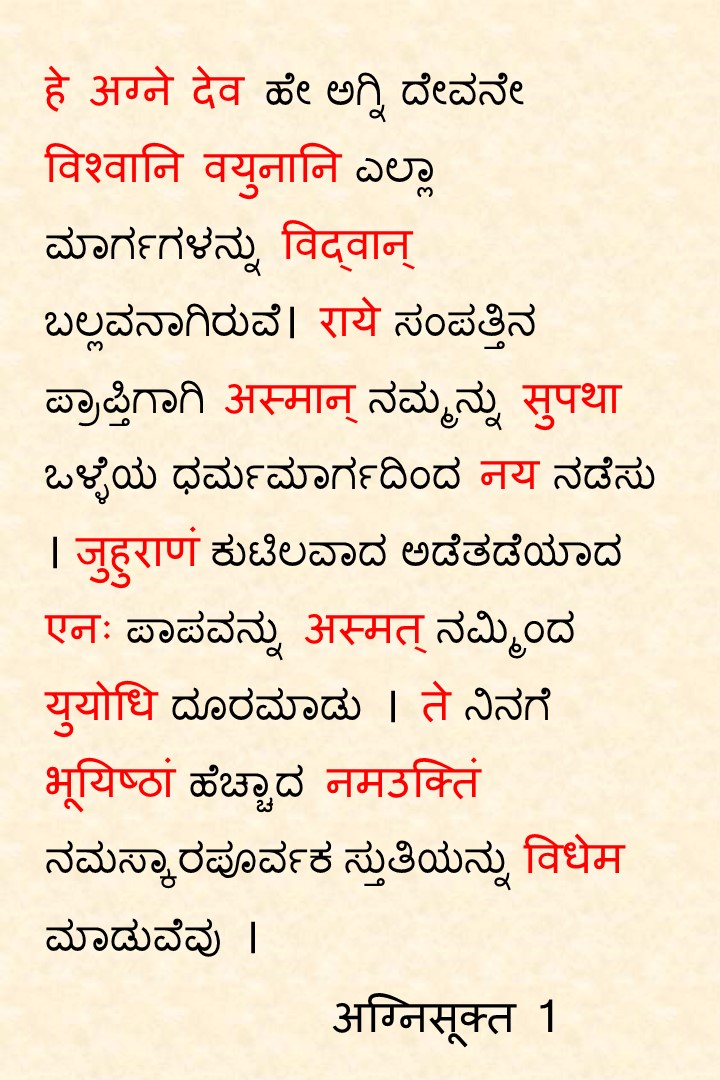 हे अग्ने देव ಹೇ ಅಗ್ನಿ ದೇವನೇ
विश्वानि वयुनानि ಎಲ್ಲಾ
ಮಾರ್ಗಗಳನ್ನು विद्वान्
ಬಲ್ಲವನಾಗಿರುವೆ। राये ಸಂಪತ್ತಿನ
ಪ್ರಾಪ್ತಿಗಾಗಿ अस्मान् ನಮ್ಮನ್ನು सुपथा
ಒಳ್ಳೆಯ ಧರ್ಮಮಾರ್ಗದಿಂದ नय ನಡೆಸು
। जुहुराणं ಕುಟಿಲವಾದ ಅಡೆತಡೆಯಾದ
एनः ಪಾಪವನ್ನು अस्मत् ನಮ್ಮಿಂದ
युयोधि ದೂರಮಾಡು । ते ನಿನಗೆ
भूयिष्ठां ಹೆಚ್ಚಾದ नमउक्तिं
ನಮಸ್ಕಾರಪೂರ್ವಕ ಸ್ತುತಿಯನ್ನು विधेम
ಮಾಡುವೆವು ।
अग्निसूक्त 1